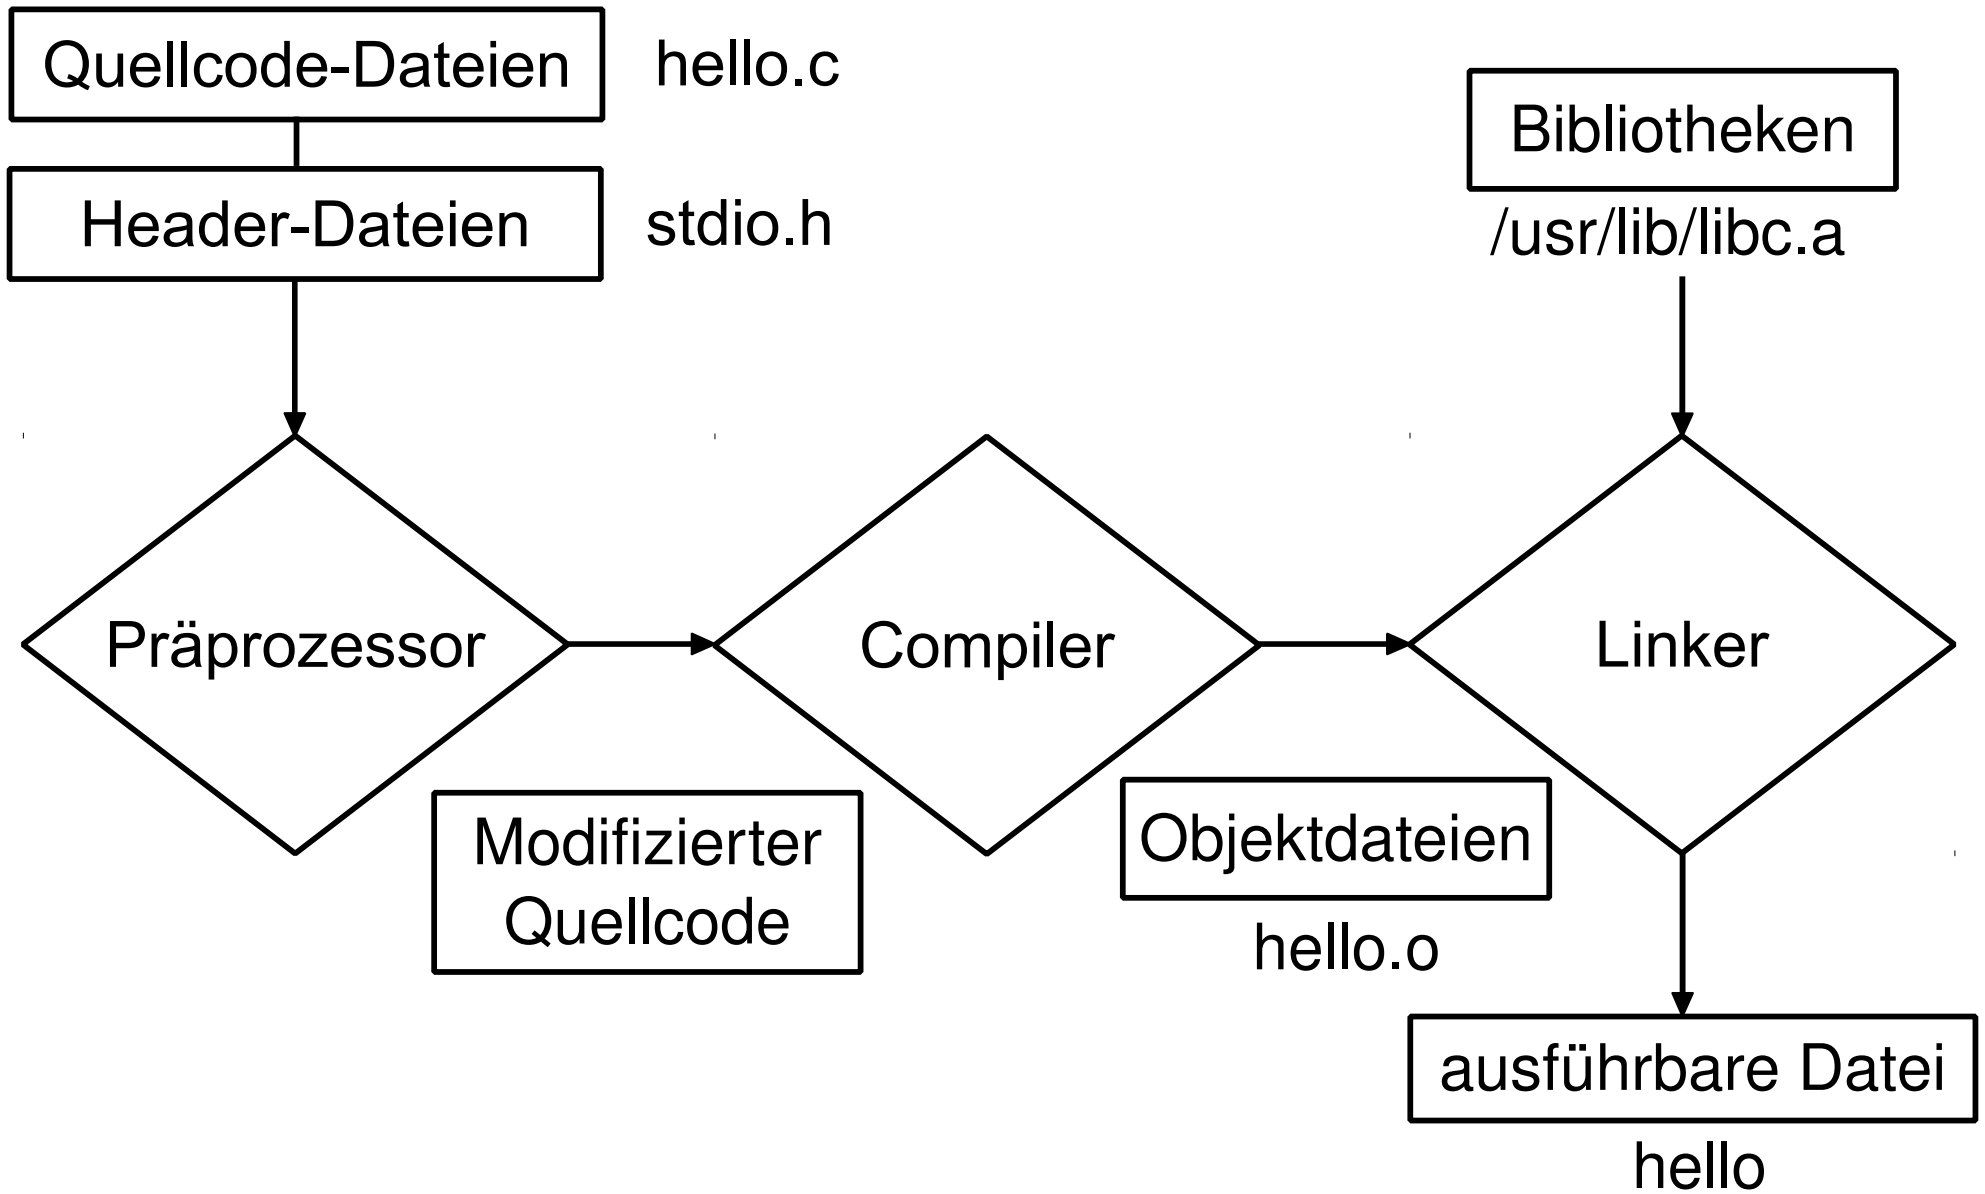 Quellcode-Dateien
hello.c
Header-Dateien
stdio.h
Bibliotheken
/usr/lib/libc.a
Präprozessor
Compiler
Linker
Modifizierter
Quellcode
Objektdateien
hello.o
ausführbare Datei
hello